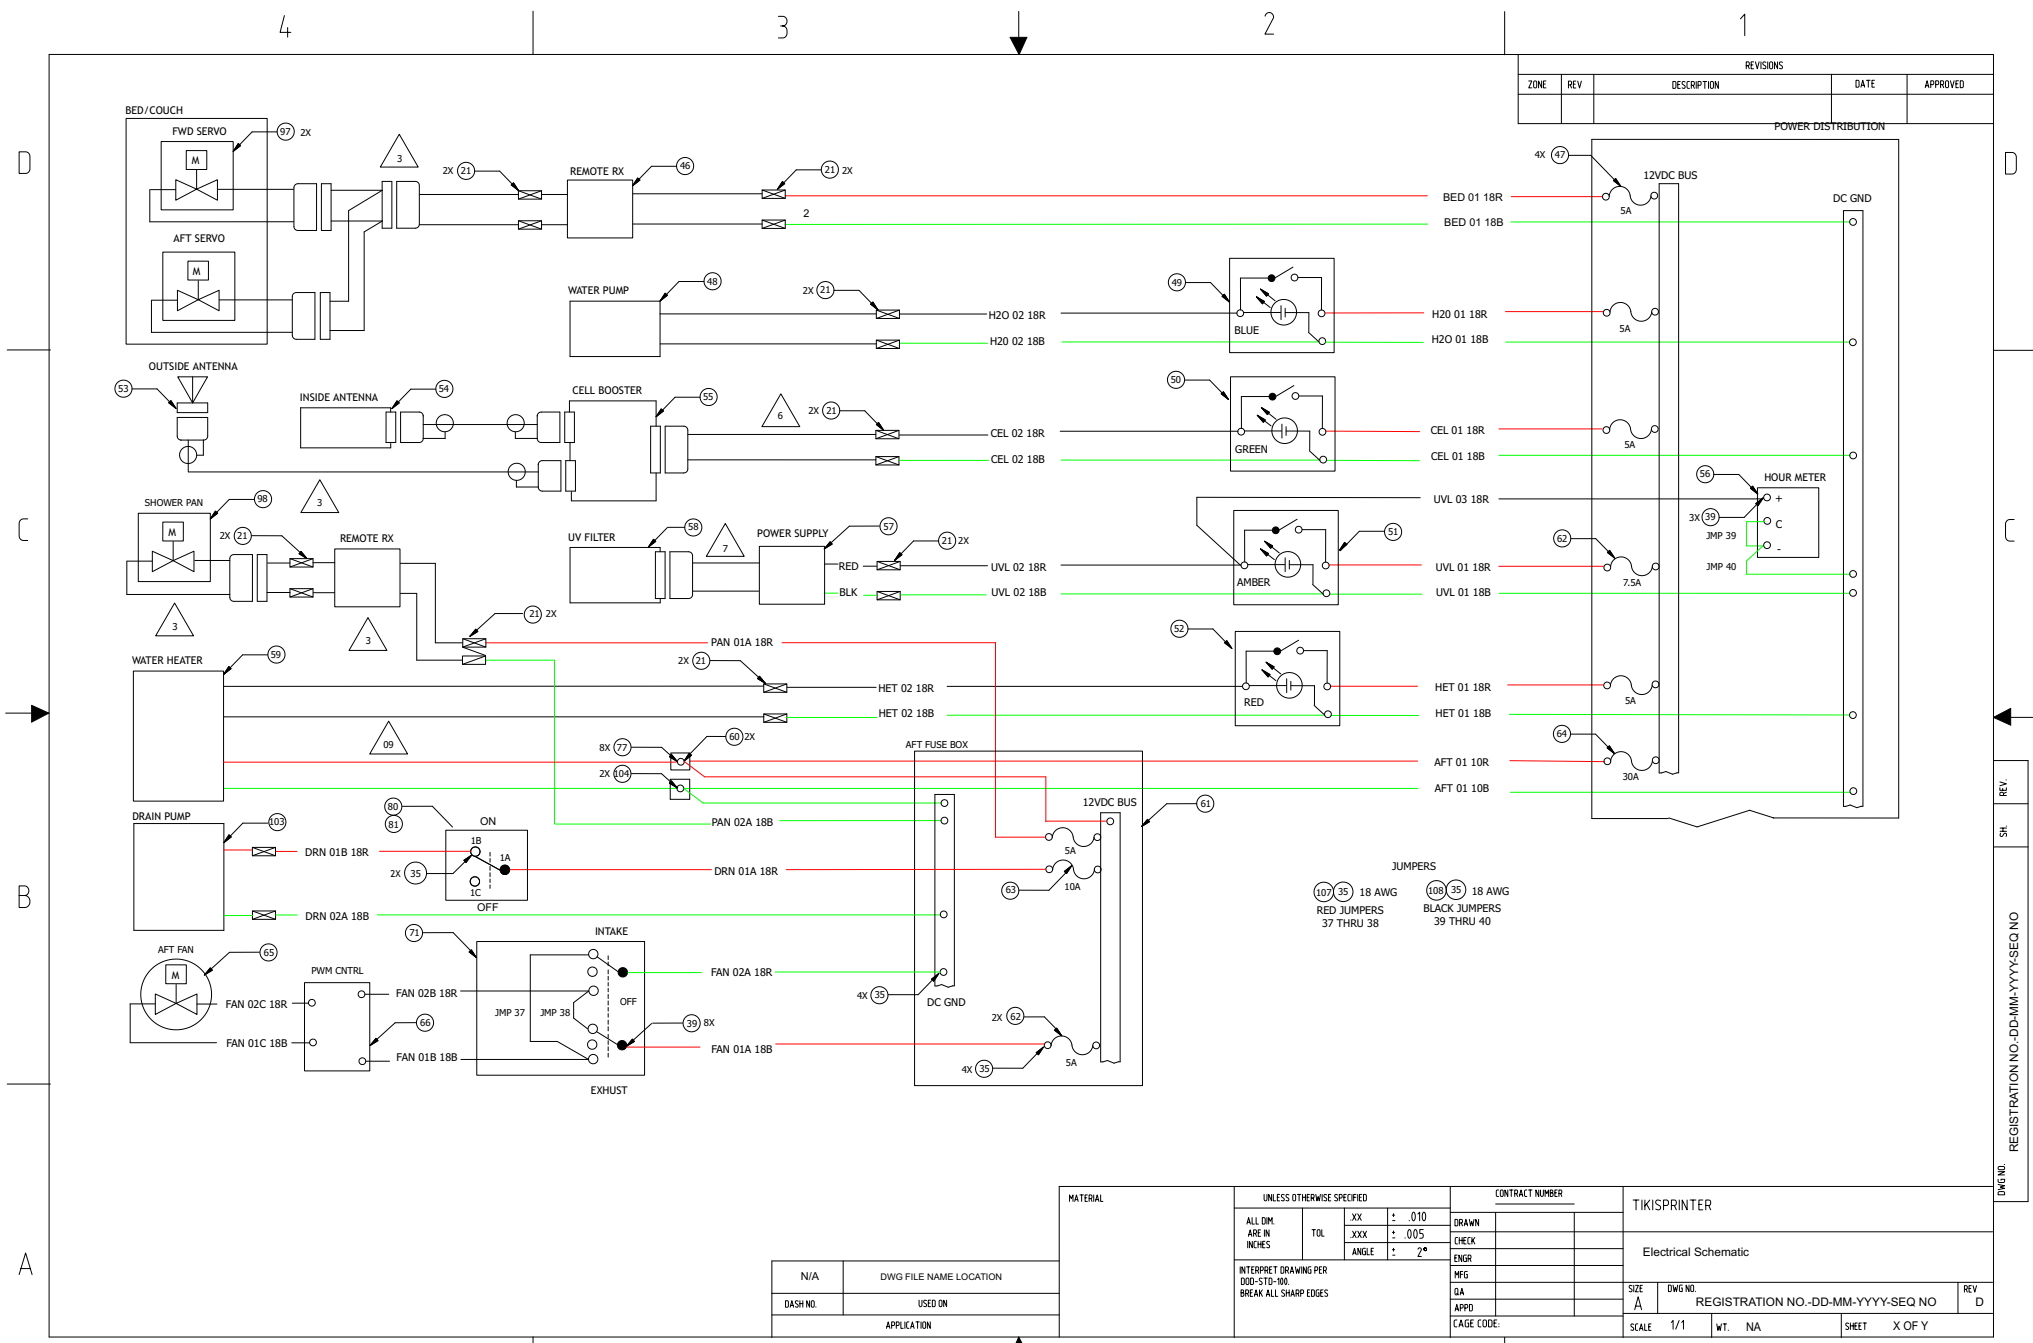 4
3
2
1
REVISIONS
ZONE
REV
DESCRIPTION
DATE
APPROVED
D
D
BED/COUCH
FWD SERVO
M
97 2X
3
2X 21
REMOTE RX
46
21 2X
2
BED 01 18R
BED 01 18B
POWER DISTRIBUTION
4X 47
5A
12VDC BUS
DC GND
AFT SERVO
M
WATER PUMP
48
2X 21
H2O 02 18R
H20 02 18B
49
BLUE
H20 01 18R
H2O 01 18B
5A
OUTSIDE ANTENNA
53
INSIDE ANTENNA
54
CELL BOOSTER
55
6
2X 21
CEL 02 18R
CEL 02 18B
50
GREEN
CEL 01 18R
CEL 01 18B
5A
C
C
SHOWER PAN
98
M
3
2X 21
REMOTE RX
3
3
UV FILTER
58
7
POWER SUPPLY
57
RED
BLK
21 2X
UVL 02 18R
UVL 02 18B
51
AMBER
UVL 03 18R
UVL 01 18R
UVL 01 18B
62
7.5A
56
HOUR METER
3X 39
+
C
-
JMP 39
JMP 40
21 2X
PAN 01A 18R
WATER HEATER
59
2X 21
HET 02 18R
HET 02 18B
52
RED
HET 01 18R
HET 01 18B
5A
09
8X 77
60 2X
2X 104
AFT FUSE BOX
AFT 01 10R
AFT 01 10B
64
30A
DRAIN PUMP
103
DRN 01B 18R
DRN 02A 18B
80
81
ON
1B
1A
1C
OFF
2X 35
PAN 02A 18B
DRN 01A 18R
12VDC BUS
61
5A
10A
63
JUMPERS
107 35 18 AWG
RED JUMPERS
37 THRU 38
108 35 18 AWG
BLACK JUMPERS
39 THRU 40
B
B
AFT FAN
65
M
PWM CNTRL
FAN 02C 18R
FAN 01C 18B
66
FAN 02B 18R
FAN 01B 18B
71
INTAKE
JMP 37
JMP 38
OFF
EXHUST
39 8X
FAN 02A 18R
FAN 01A 18B
4X 35
DC GND
2X 62
4X 35
5A
REV.
SH.
DWG NO.
REGISTRATION NO.-DD-MM-YYYY-SEQ NO
A
N/A
DWG FILE NAME LOCATION
DASH NO.
USED ON
APPLICATION
MATERIAL
UNLESS OTHERWISE SPECIFIED
ALL DIM.
ARE IN
INCHES
TOL
.XX ± .010
.XXX ± .005
ANGLE ± 2°
INTERPRET DRAWING PER
DOD-STD-100.
BREAK ALL SHARP EDGES
CONTRACT NUMBER
DRAWN
CHECK
ENGR
MFG
QA
APPD
CAGE CODE:
TIKISPRINTER
Electrical Schematic
SIZE
A
DWG NO.
REGISTRATION NO.-DD-MM-YYYY-SEQ NO
REV
D
SCALE 1/1
WT. NA
SHEET X OF Y